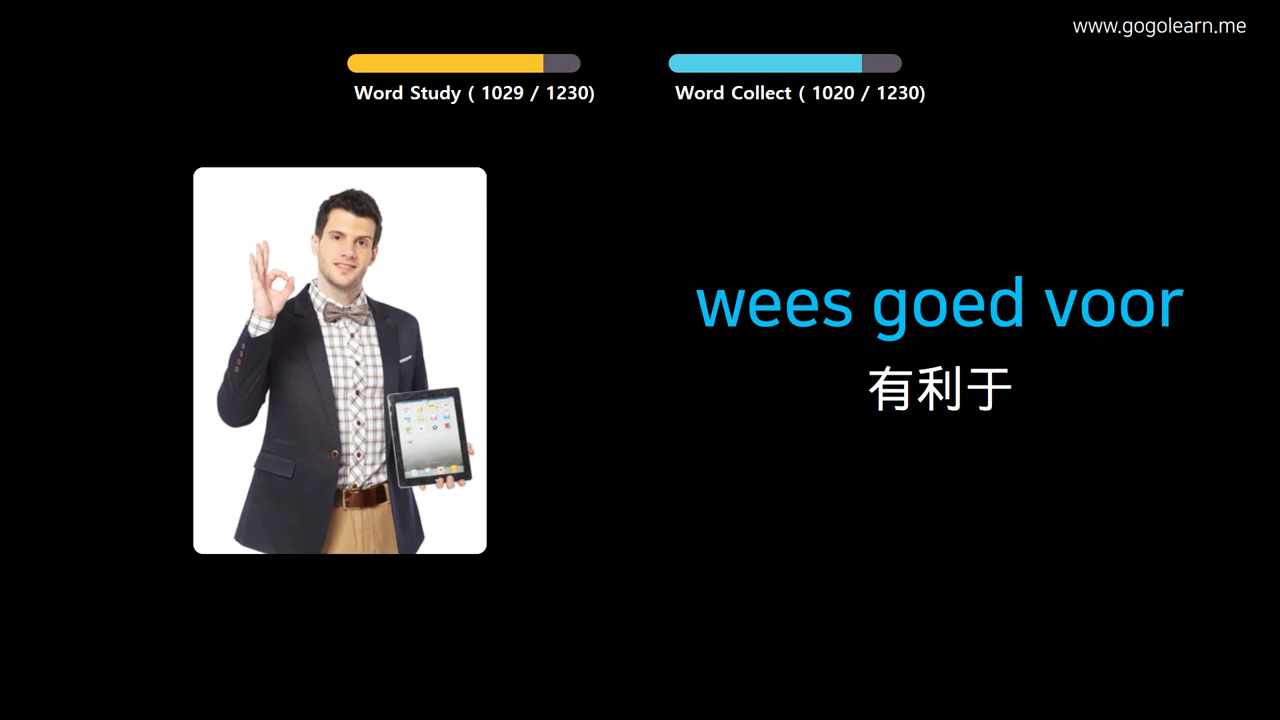 www.gogolearn.me
Word Study ( 1029 / 1230)
Word Collect ( 1020 / 1230)
wees goed voor
有利于